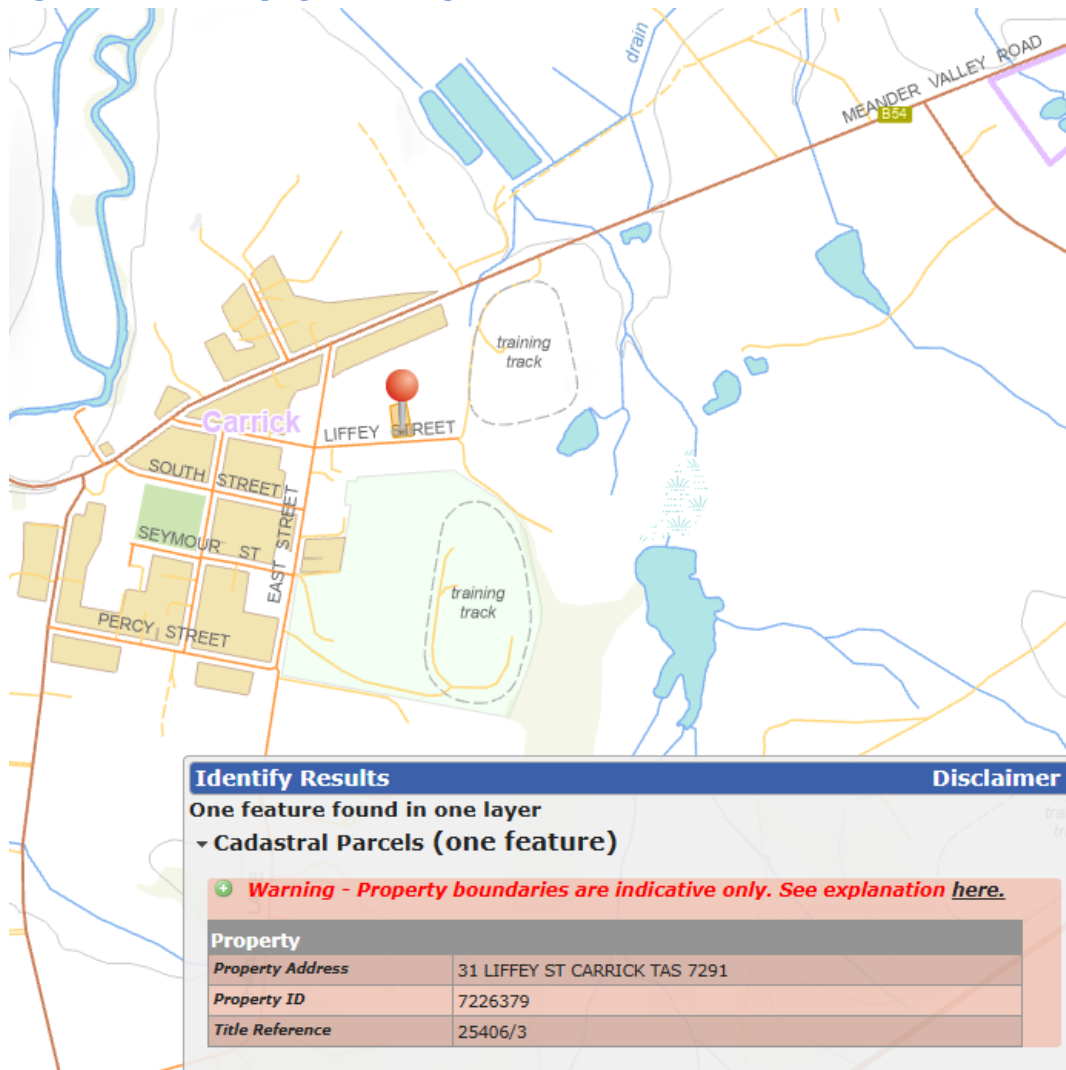 drain
MEANDER VALLEY ROAD
B54
training
track
Carrick
LIFFEY STREET
SOUTH STREET
EAST STREET
SEYMOUR ST
training
track
PERCY STREET
Identify Results Disclaimer
One feature found in one layer
Cadastral Parcels (one feature)
Warning - Property boundaries are indicative only. See explanation here.
Property
Property Address 31 LIFFEY ST CARRICK TAS 7291
Property ID 7226379
Title Reference 25406/3